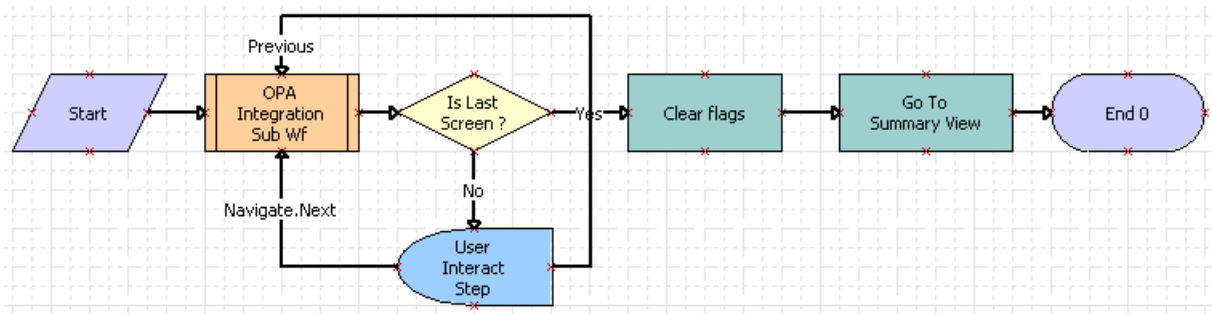 Previous
Start
OPA
Integration
Sub Wf
Is Last
Screen ?
Yes
Clear flags
Go To
Summary View
End 0
No
Navigate.Next
User
Interact
Step